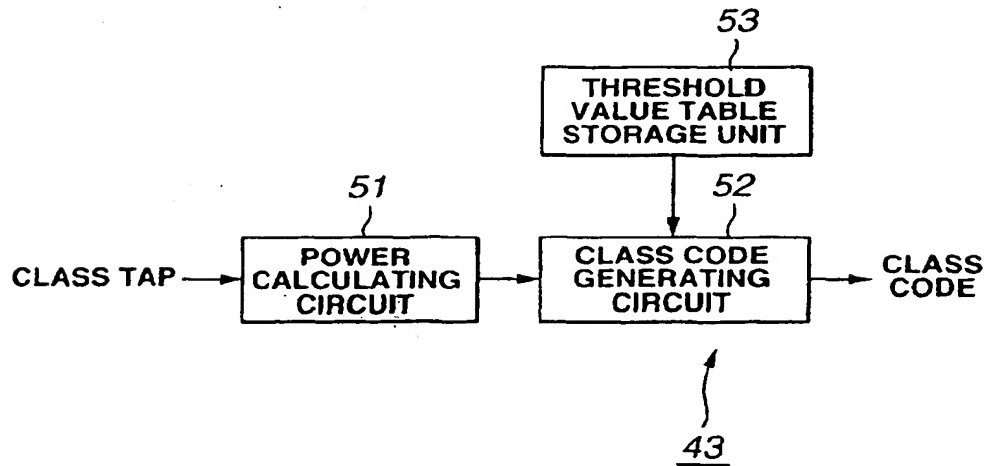 53
THRESHOLD
VALUE TABLE
STORAGE UNIT
51
52
CLASS TAP
POWER
CALCULATING
CIRCUIT
CLASS CODE
GENERATING
CIRCUIT
CLASS
CODE
43